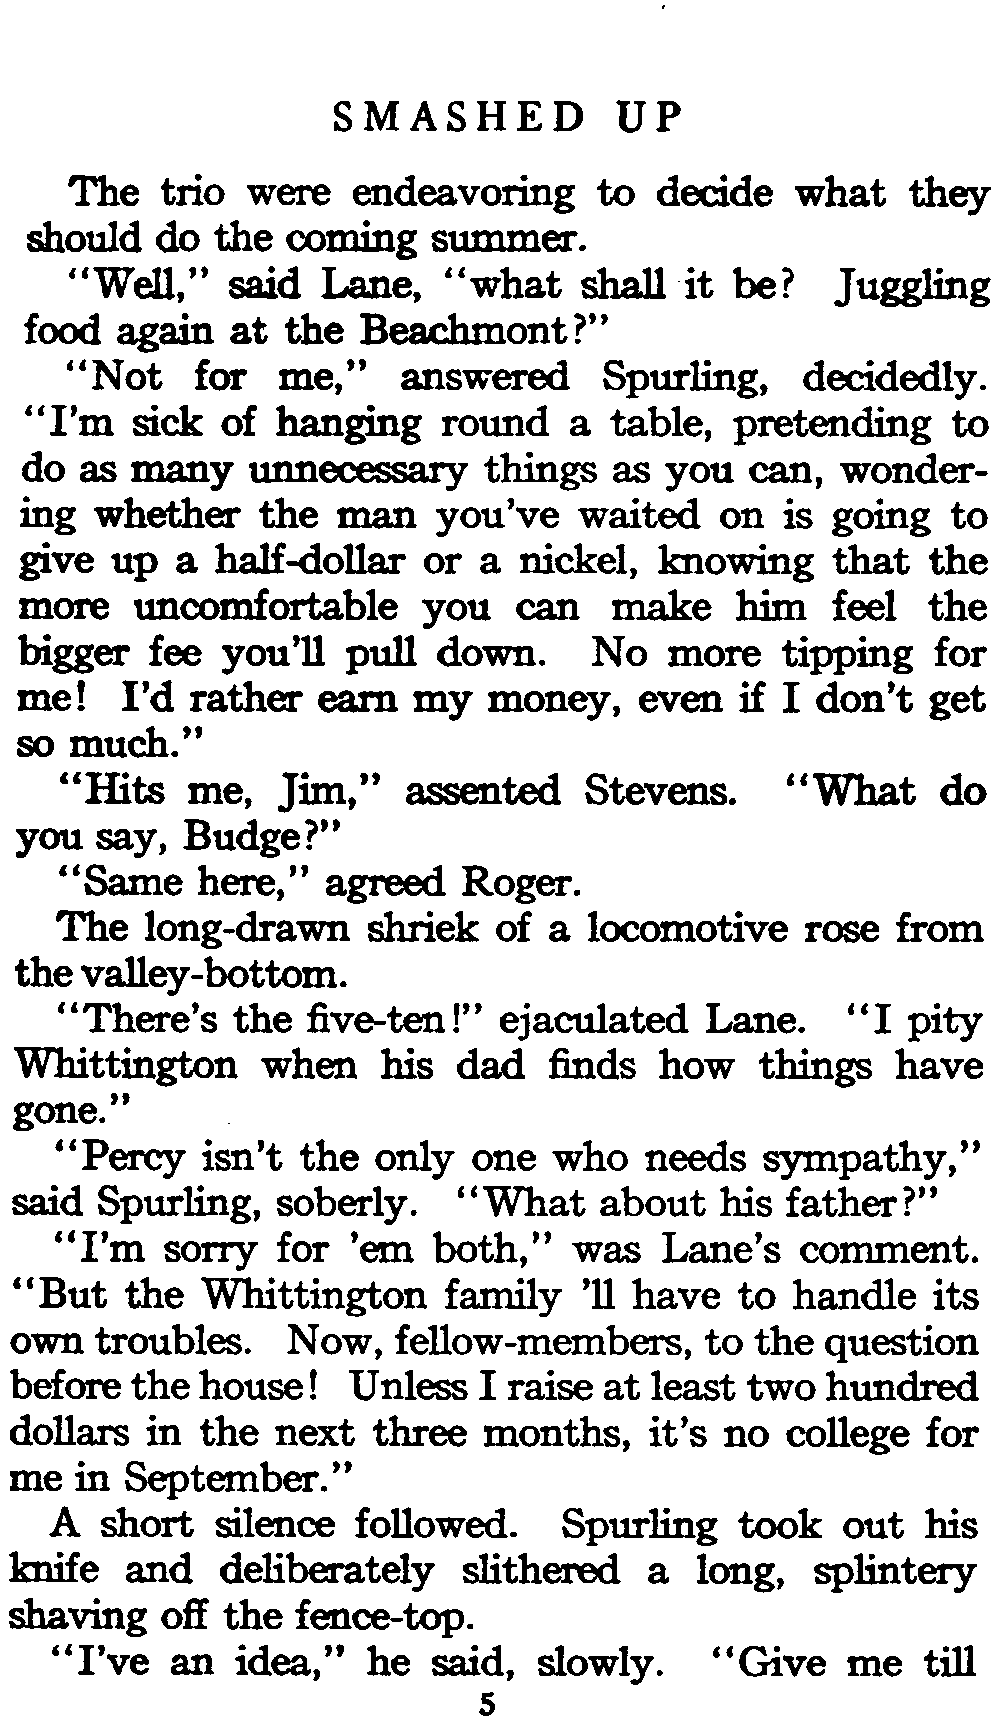 SMASHED UP
The trio were endeavoring to decide what they
should do the coming summer.
"Well," said Lane, "what shall it be? Juggling
food again at the Beachmont?"
"Not for me," answered Spurling, decidedly.
"I'm sick of hanging round a table, pretending to
do as many unnecessary things as you can, wonder-
ing whether the man you've waited on is going to
give up a half-dollar or a nickel, knowing that the
more uncomfortable you can make him feel the
bigger fee you'll pull down. No more tipping for
me! I'd rather earn my money, even if I don't get
so much."
"Hits me, Jim," assented Stevens. "What do
you say, Budge?"
"Same here," agreed Roger.
The long-drawn shriek of a locomotive rose from
the valley-bottom.
"There's the five-ten!" ejaculated Lane. "I pity
Whittington when his dad finds how things have
gone."
"Percy isn't the only one who needs sympathy,"
said Spurling, soberly. "What about his father?"
"I'm sorry for 'em both," was Lane's comment.
"But the Whittington family 'll have to handle its
own troubles. Now, fellow-members, to the question
before the house! Unless I raise at least two hundred
dollars in the next three months, it's no college for
me in September."
A short silence followed. Spurling took out his
knife and deliberately slithered a long, splintery
shaving off the fence-top.
"I've an idea," he said, slowly. "Give me till
5